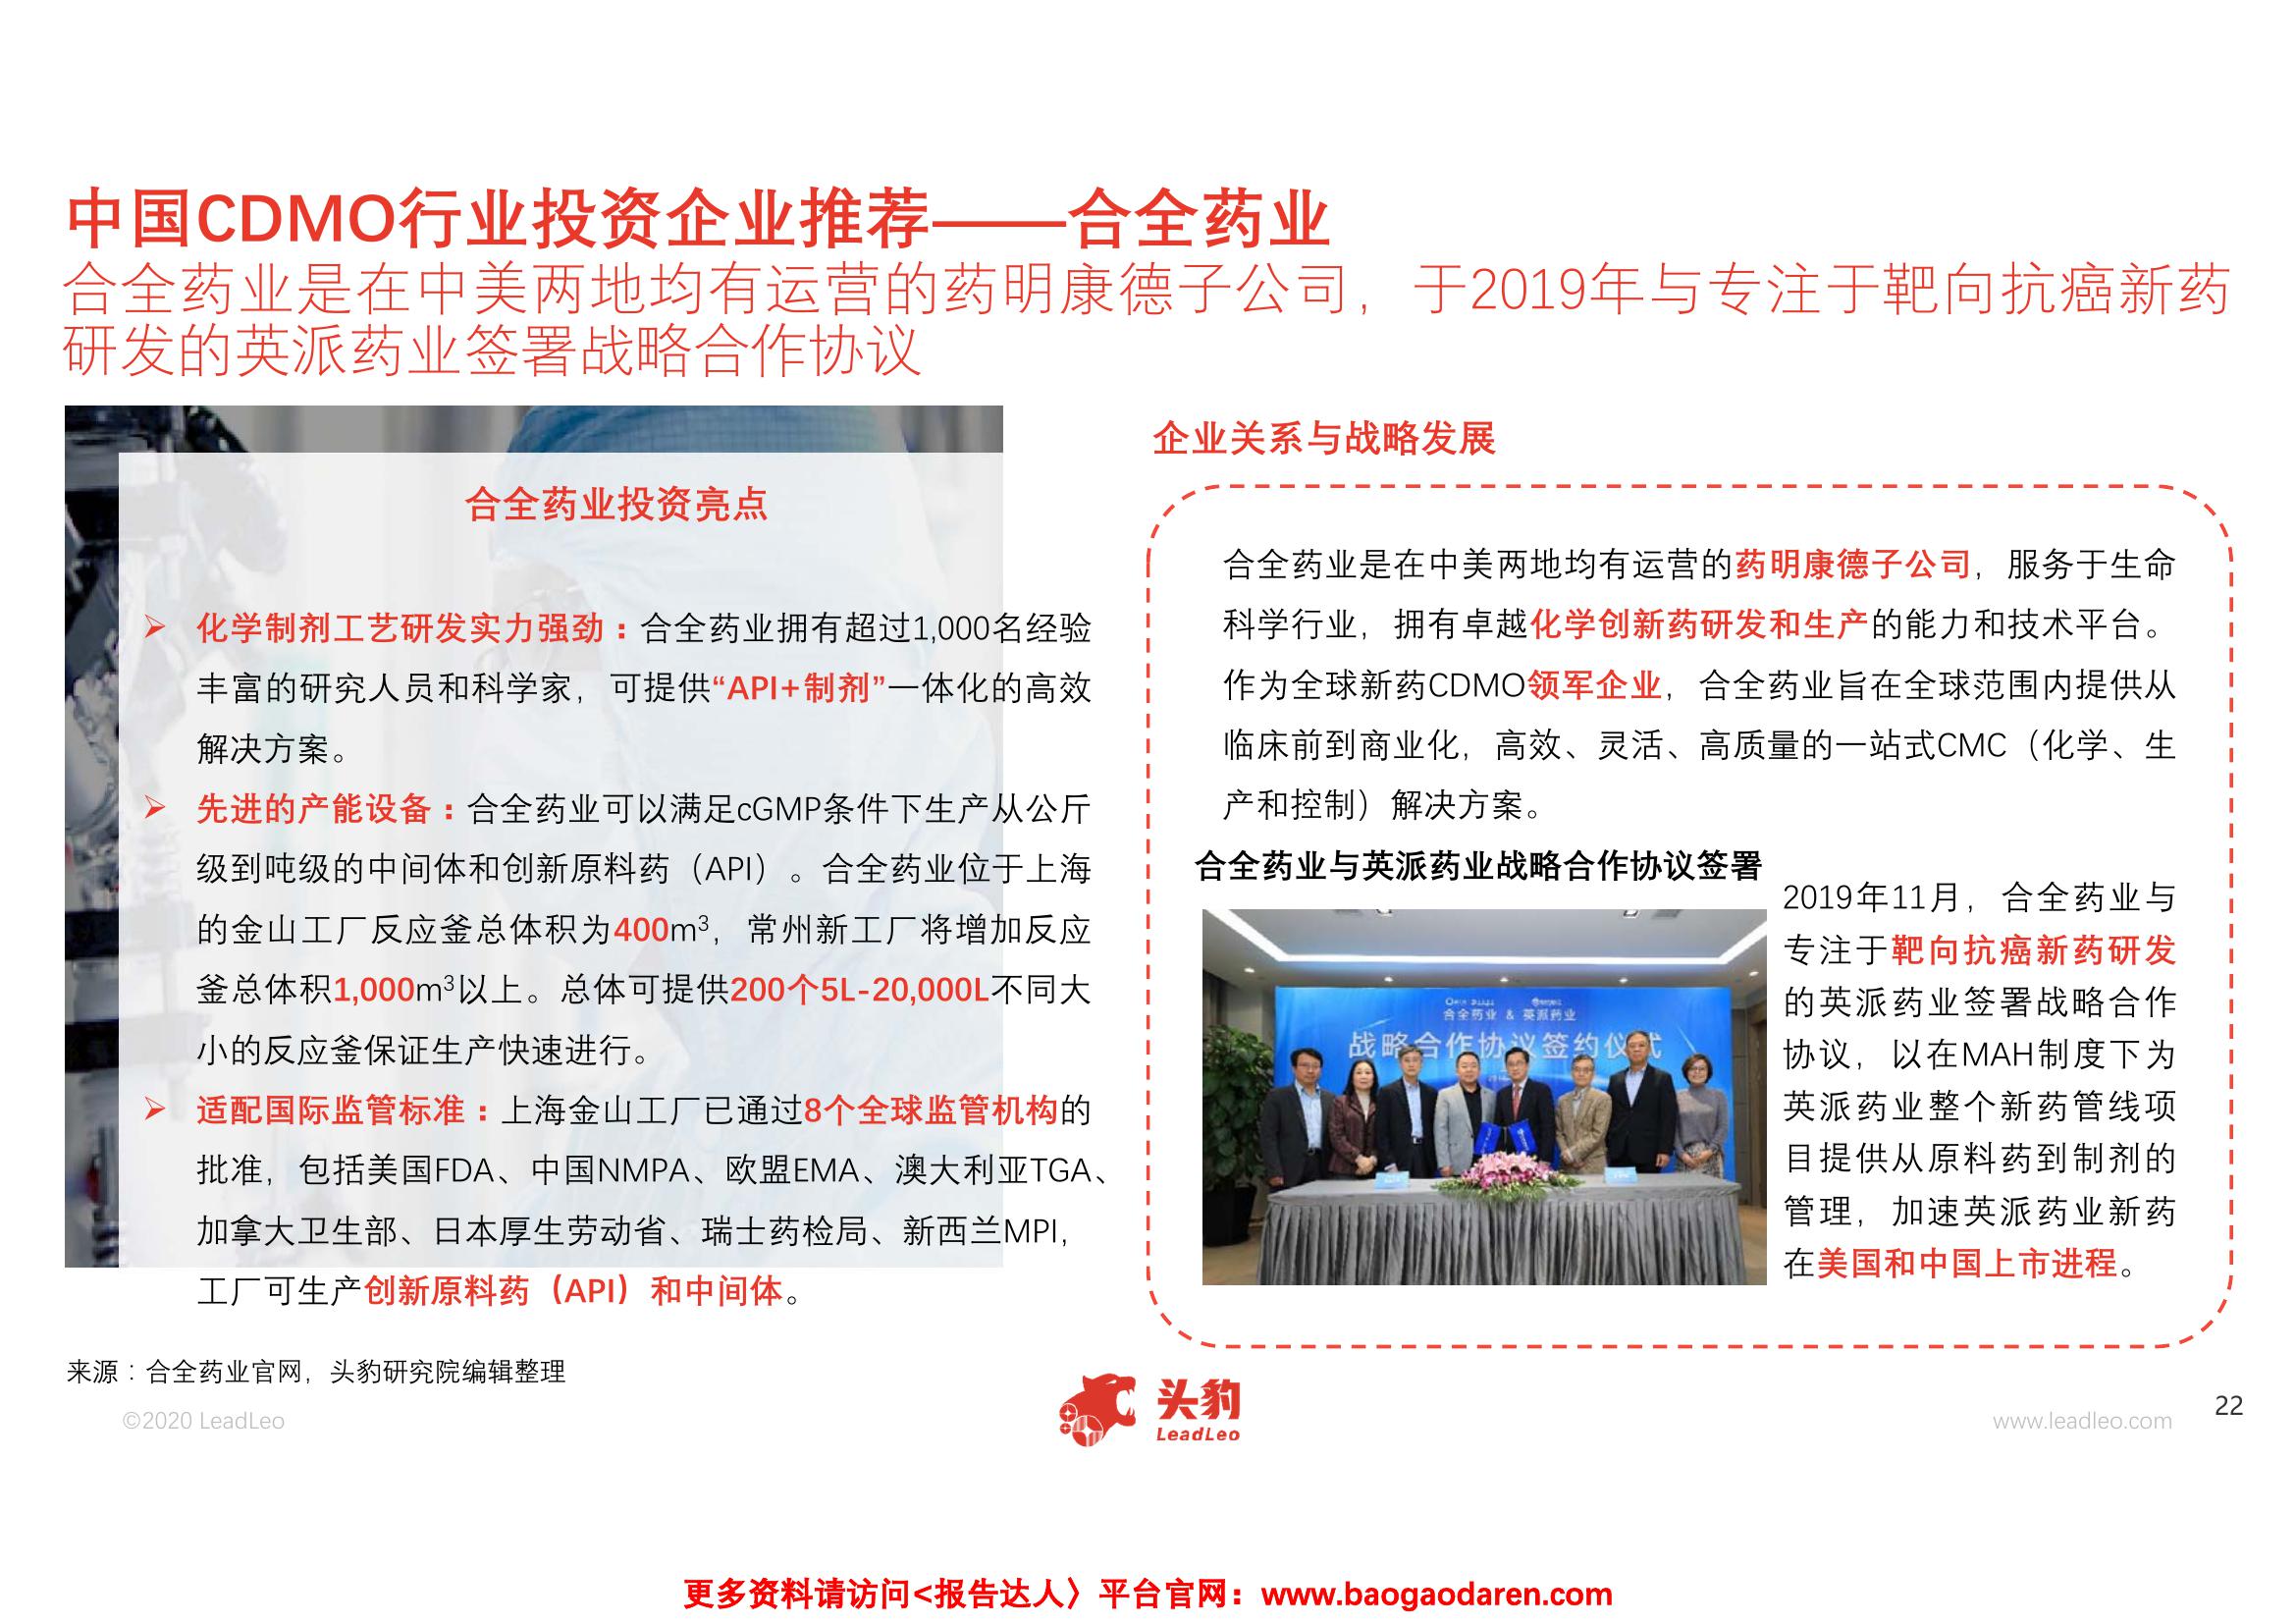 中国CDMO行业投资企业推荐——合全药业
合全药业是在中美两地均有运营的药明康德子公司，于2019年与专注于靶向抗癌新药
研发的英派药业签署战略合作协议
合全药业投资亮点
➢ 化学制剂工艺研发实力强劲：合全药业拥有超过1,000名经验
丰富的研究人员和科学家，可提供“API+制剂”一体化的高效
解决方案。
➢ 先进的产能设备：合全药业可以满足cGMP条件下生产从公斤
级到吨级的中间体和创新原料药（API）。合全药业位于上海
的金山工厂反应釜总体积为400m³，常州新工厂将增加反应
釜总体积1,000m³以上。总体可提供200个5L-20,000L不同大
小的反应釜保证生产快速进行。
➢ 适配国际监管标准：上海金山工厂已通过8个全球监管机构的
批准，包括美国FDA、中国NMPA、欧盟EMA、澳大利亚TGA、
加拿大卫生部、日本厚生劳动省、瑞士药检局、新西兰MPI，
工厂可生产创新原料药（API）和中间体。
企业关系与战略发展
合全药业是在中美两地均有运营的药明康德子公司，服务于生命
科学行业，拥有卓越化学创新药研发和生产的能力和技术平台。
作为全球新药CDMO领军企业，合全药业旨在全球范围内提供从
临床前到商业化，高效、灵活、高质量的一站式CMC（化学、生
产和控制）解决方案。
合全药业与英派药业战略合作协议签署
合全药业 & 英派药业
战略合作协议签约仪式
2019年11月，合全药业与
专注于靶向抗癌新药研发
的英派药业签署战略合作
协议，以在MAH制度下为
英派药业整个新药管线项
目提供从原料药到制剂的
管理，加速英派药业新药
在美国和中国上市进程。
来源：合全药业官网，头豹研究院编辑整理
©2020 LeadLeo
头豹
LeadLeo
www.leadleo.com
22
更多资料请访问<报告达人〉平台官网：www.baogaodaren.com